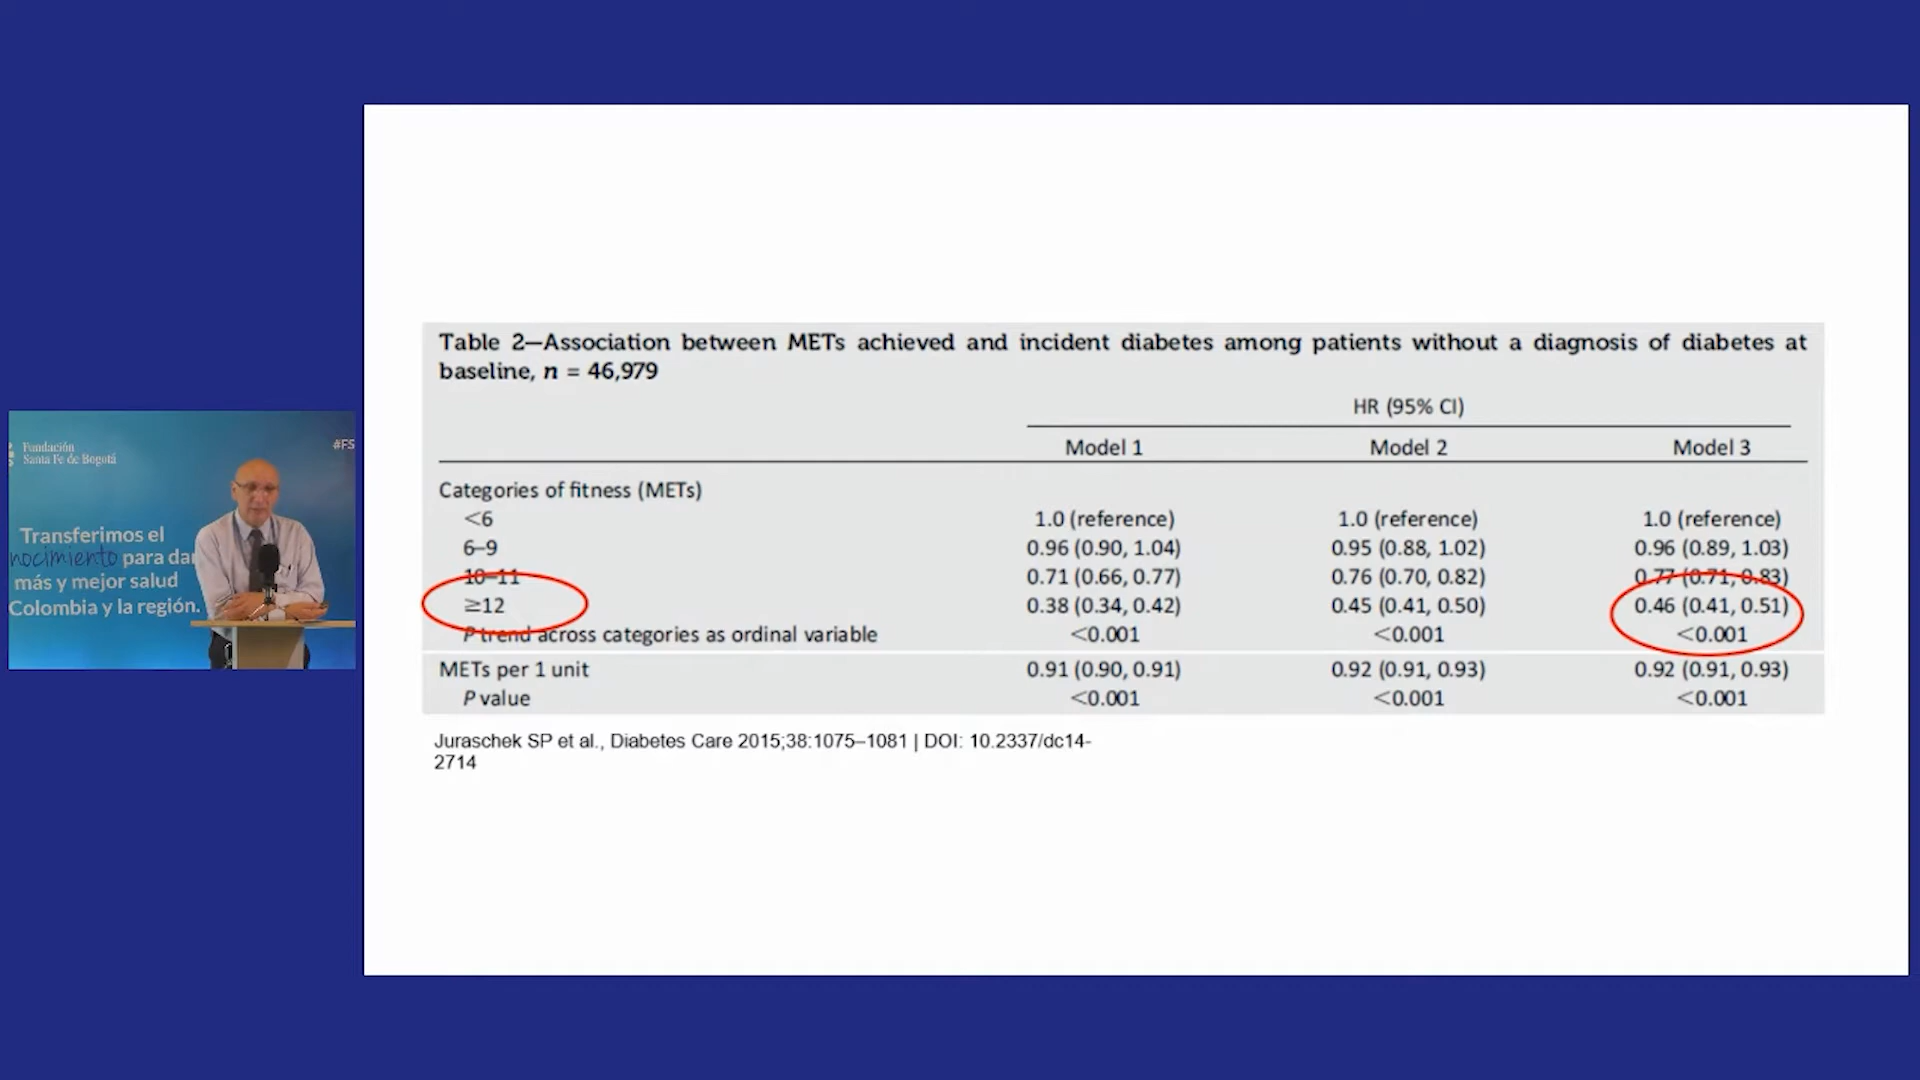 Fundación
Santa Fe de Bogotá
#FS
Transferimos el
nocimiento para dar
más y mejor salud
Colombia y la región.
Table 2—Association between METs achieved and incident diabetes among patients without a diagnosis of diabetes at
baseline, n = 46,979
HR (95% CI)
Model 1 Model 2 Model 3
Categories of fitness (METs)
<6 1.0 (reference) 1.0 (reference) 1.0 (reference)
6–9 0.96 (0.90, 1.04) 0.95 (0.88, 1.02) 0.96 (0.89, 1.03)
10–11 0.71 (0.66, 0.77) 0.76 (0.70, 0.82) 0.77 (0.71, 0.83)
≥12 0.38 (0.34, 0.42) 0.45 (0.41, 0.50) 0.46 (0.41, 0.51)
P trend across categories as ordinal variable <0.001 <0.001 <0.001
METs per 1 unit 0.91 (0.90, 0.91) 0.92 (0.91, 0.93) 0.92 (0.91, 0.93)
P value <0.001 <0.001 <0.001
Juraschek SP et al., Diabetes Care 2015;38:1075–1081 | DOI: 10.2337/dc14-
2714